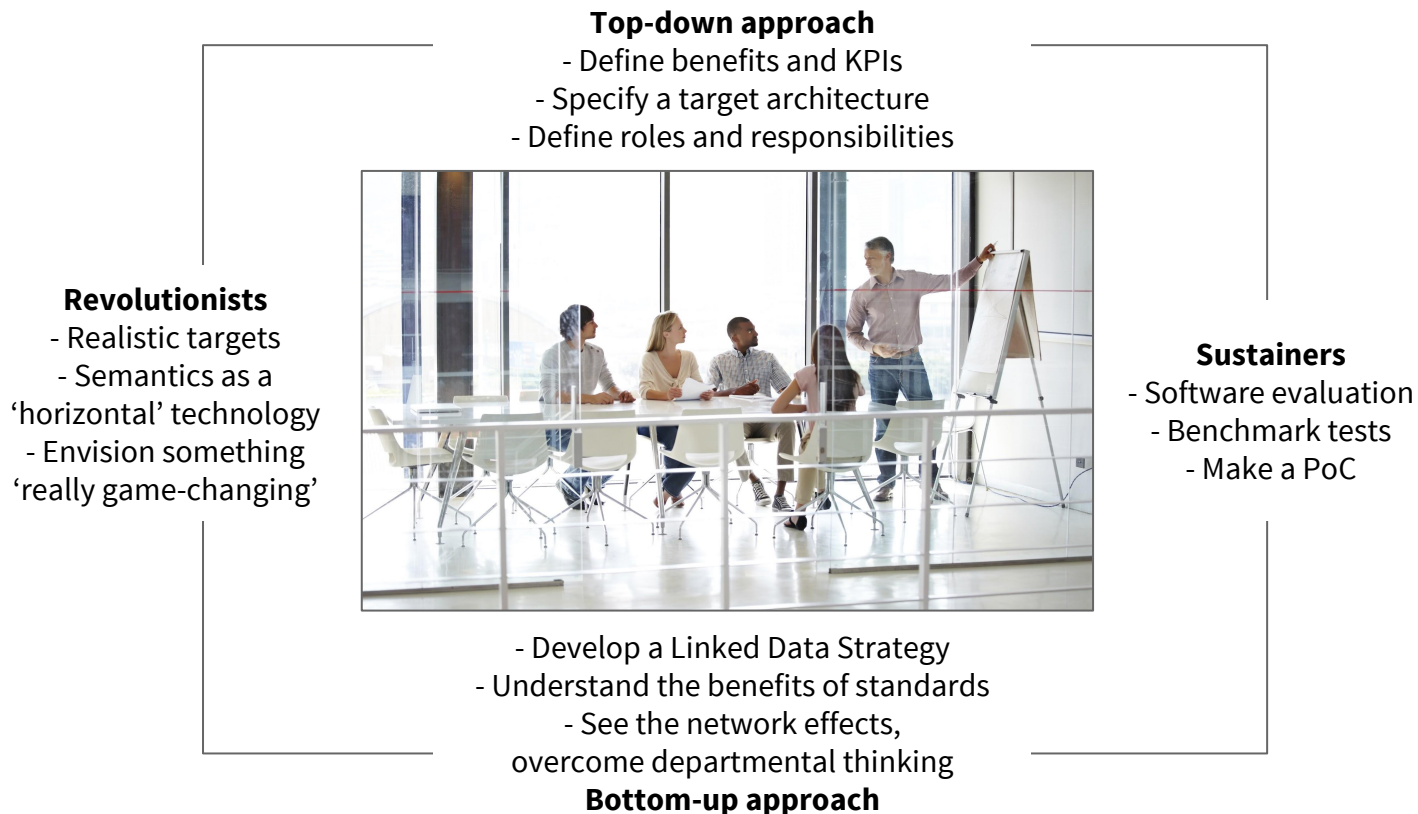 Top-down approach
- Define benefits and KPIs
- Specify a target architecture
- Define roles and responsibilities
Revolutionists
- Realistic targets
- Semantics as a
‘horizontal’ technology
- Envision something
‘really game-changing’
Sustainers
- Software evaluation
- Benchmark tests
- Make a PoC
- Develop a Linked Data Strategy
- Understand the benefits of standards
- See the network effects,
overcome departmental thinking
Bottom-up approach